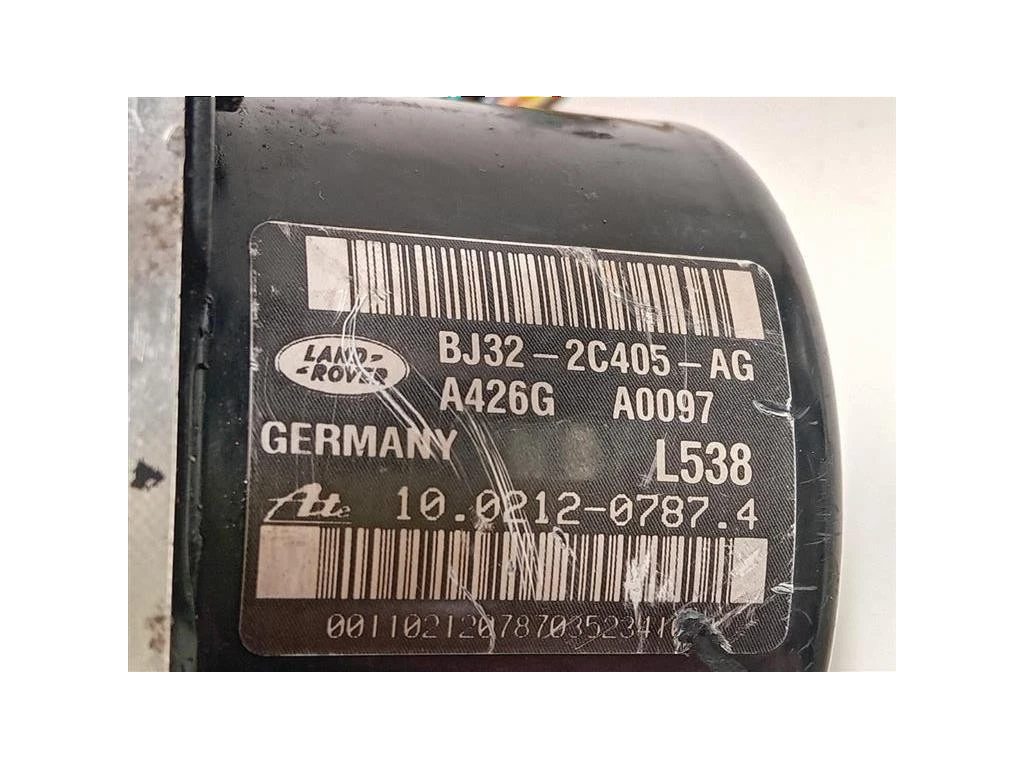 LAND-
-ROVER
BJ32-2C405-AG
A426G A0097
GERMANY L538
Ate 10.0212-0787.4